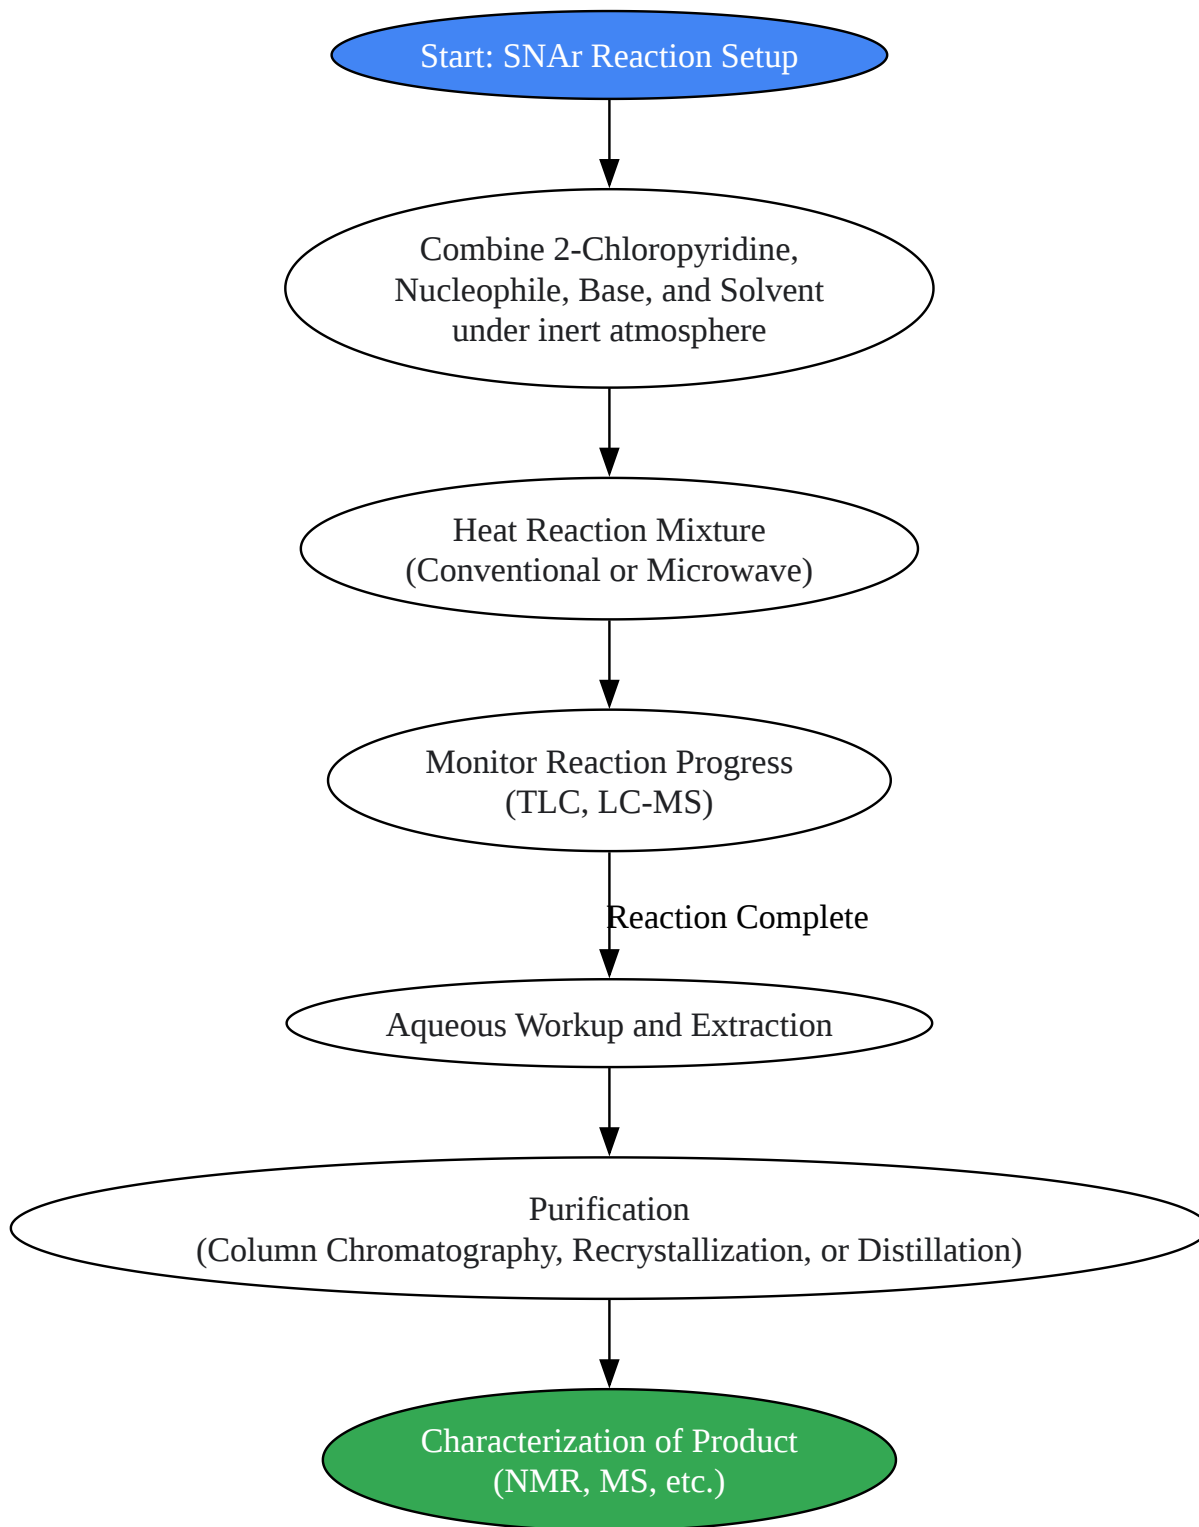 Start: SNAr Reaction Setup
Combine 2-Chloropyridine,
Nucleophile, Base, and Solvent
under inert atmosphere
Heat Reaction Mixture
(Conventional or Microwave)
Monitor Reaction Progress
(TLC, LC-MS)
Reaction Complete
Aqueous Workup and Extraction
Purification
(Column Chromatography, Recrystallization, or Distillation)
Characterization of Product
(NMR, MS, etc.)